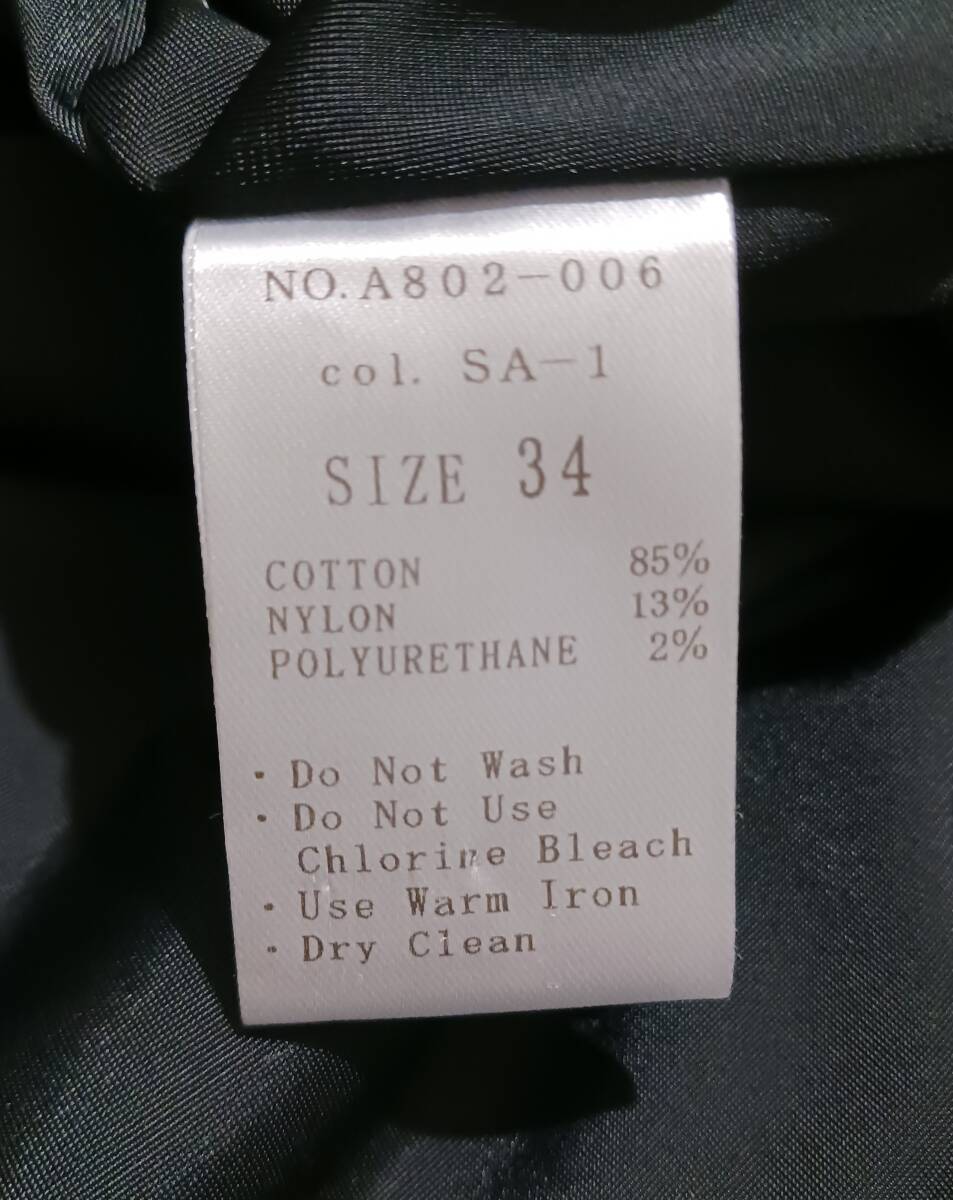 NO.A802-006
col. SA-1
SIZE 34
COTTON 85%
NYLON 13%
POLYURETHANE 2%
・Do Not Wash
・Do Not Use
Chlorine Bleach
・Use Warm Iron
・Dry Clean